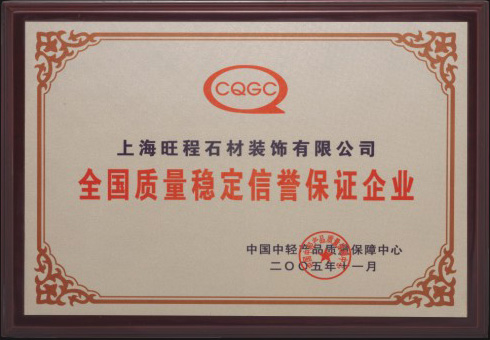 CQGC
上海旺程石材装饰有限公司
全国质量稳定信誉保证企业
中国中轻产品质量保障中心
二〇〇五年十一月